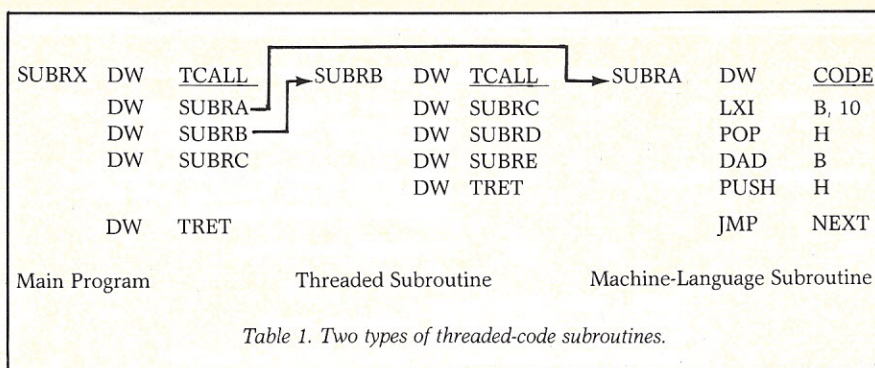 SUBRX DW TCALL SUBRB DW TCALL SUBRA DW CODE
DW SUBRA DW SUBRC LXI B, 10
DW SUBRB DW SUBRD POP H
DW SUBRC DW SUBRE DAD B
DW TRET PUSH H
DW TRET JMP NEXT
Main Program Threaded Subroutine Machine-Language Subroutine
Table 1. Two types of threaded-code subroutines.